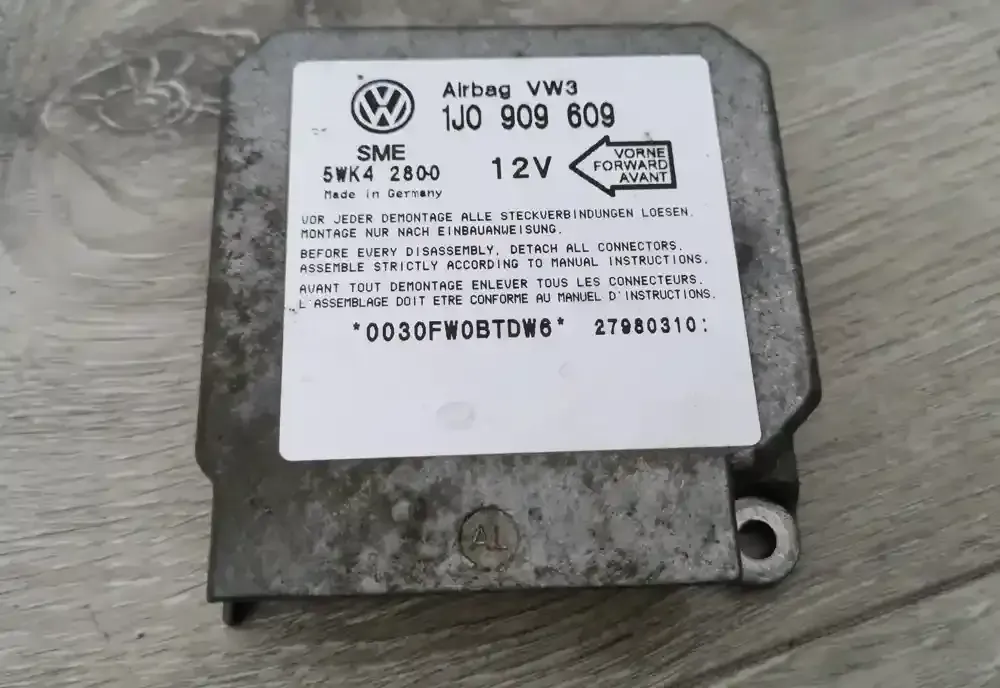 Airbag VW3
1J0 909 609
SME
5WK4 2800
Made in Germany
12V
VORNE
FORWARD
AVANT
VOR JEDER DEMONTAGE ALLE STECKVERBINDUNGEN LOESEN.
MONTAGE NUR NACH EINBAUANWEISUNG.
BEFORE EVERY DISASSEMBLY, DETACH ALL CONNECTORS.
ASSEMBLE STRICTLY ACCORDING TO MANUAL INSTRUCTIONS.
AVANT TOUT DEMONTAGE ENLEVER TOUS LES CONNECTEURS.
L'ASSEMBLAGE DOIT ETRE CONFORME AU MANUEL D'INSTRUCTIONS.
*0030FW0BTDW6* 27980310:
AL